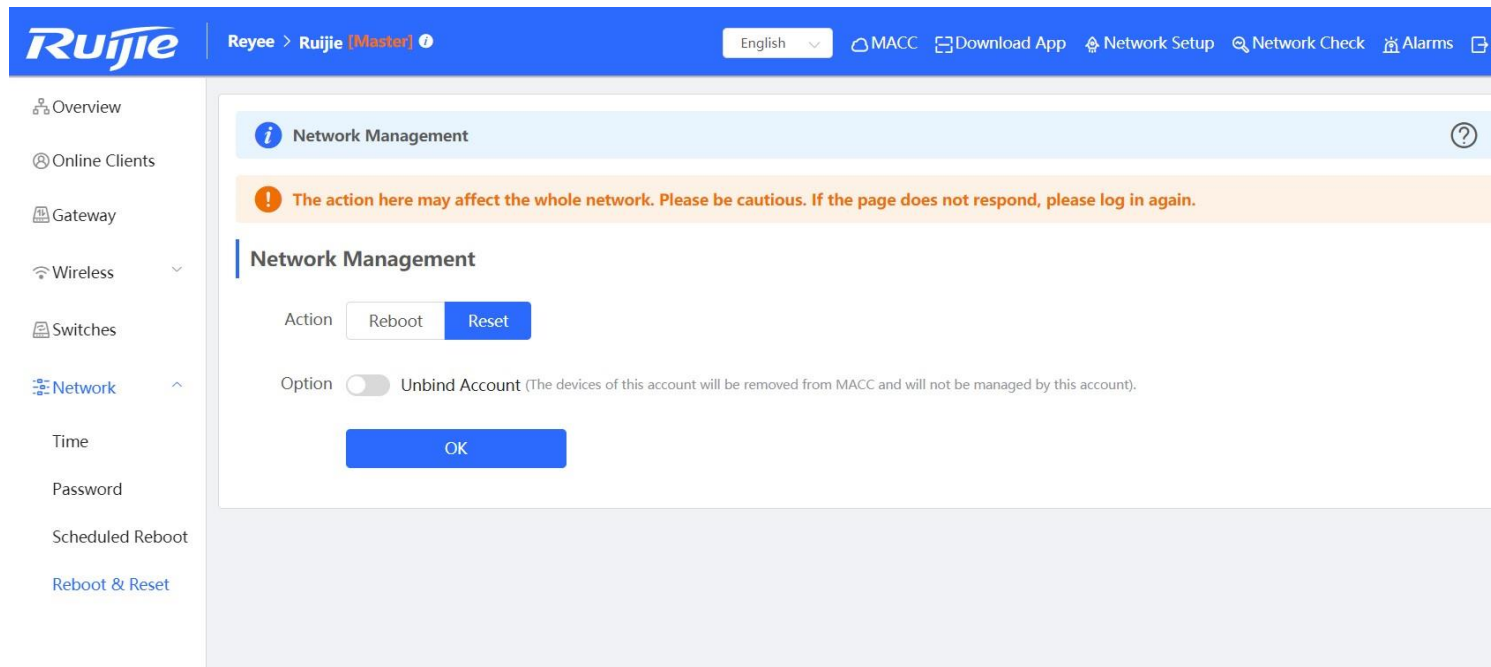 Ruijie
Reyee > Ruijie [Master]
English
MACC
Download App
Network Setup
Network Check
Alarms
Overview
Online Clients
Gateway
Wireless
Switches
Network
Time
Password
Scheduled Reboot
Reboot & Reset
Network Management
The action here may affect the whole network. Please be cautious. If the page does not respond, please log in again.
Network Management
Action Reboot Reset
Option Unbind Account (The devices of this account will be removed from MACC and will not be managed by this account).
OK